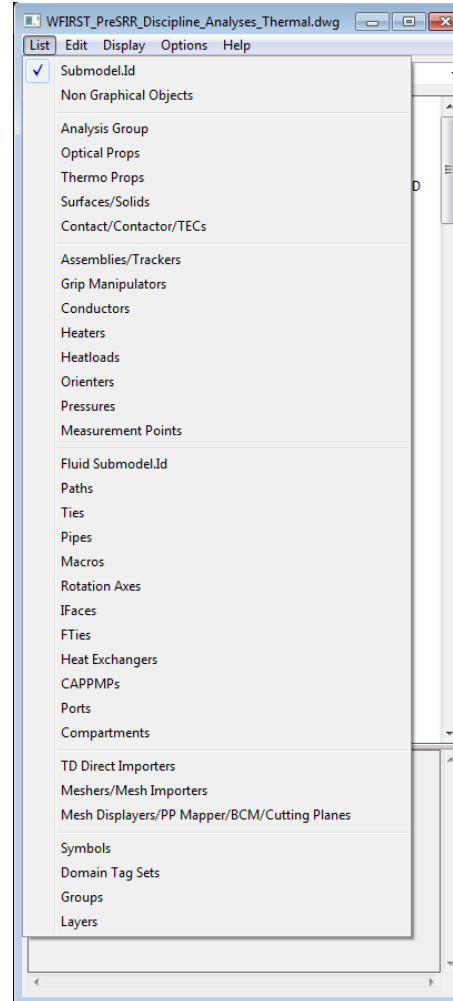 WFIRST_PreSRR_Discipline_Analyses_Thermal.dwg
List Edit Display Options Help
Submodel.Id
Non Graphical Objects
Analysis Group
Optical Props
Thermo Props
Surfaces/Solids
D
Contact/Contactor/TECs
Assemblies/Trackers
Grip Manipulators
Conductors
Heaters
Heatloads
Orienters
Pressures
Measurement Points
Fluid Submodel.Id
Paths
Ties
Pipes
Macros
Rotation Axes
IFaces
FTies
Heat Exchangers
CAPPMPs
Ports
Compartments
TD Direct Importers
Meshers/Mesh Importers
Mesh Displayers/PP Mapper/BCM/Cutting Planes
Symbols
Domain Tag Sets
Groups
Layers